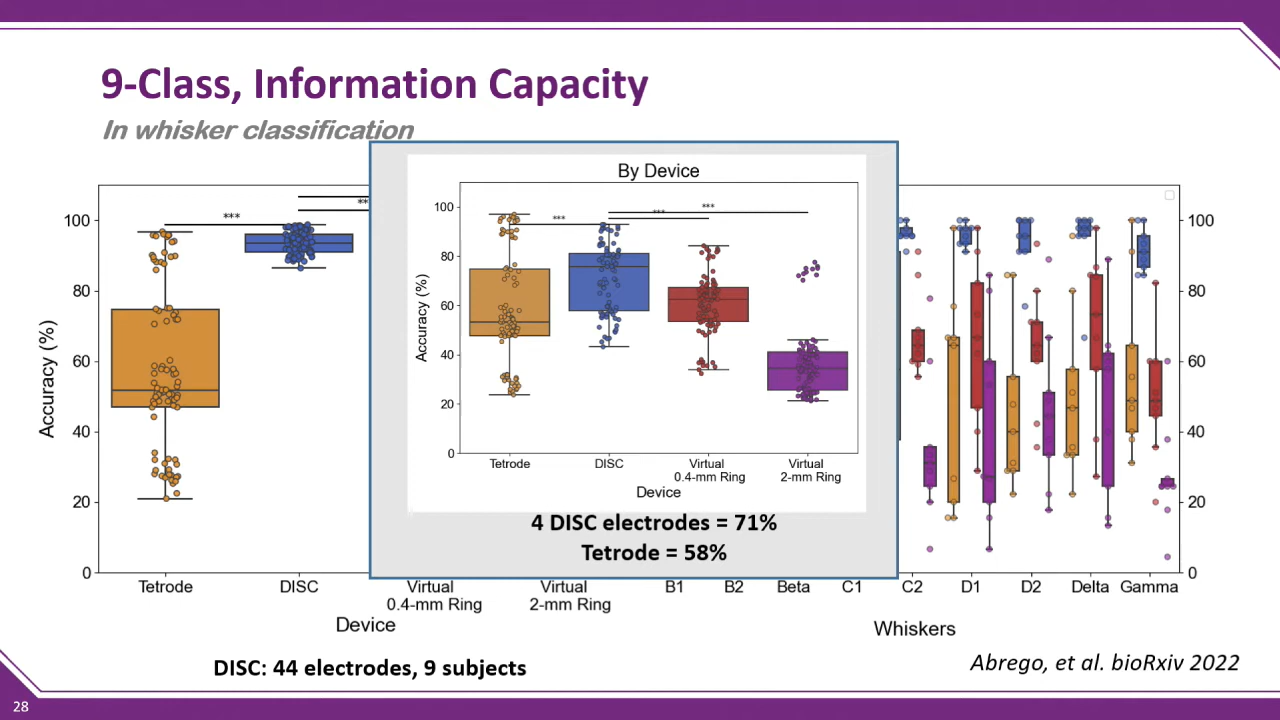 9-Class, Information Capacity
In whisker classification
By Device
Accuracy (%)
100
80
60
40
20
0
***
***
***
Tetrode
DISC
Virtual
0.4-mm Ring
Virtual
2-mm Ring
Device
4 DISC electrodes = 71%
Tetrode = 58%
Accuracy (%)
100
80
60
40
20
0
***
Tetrode
DISC
Virtual
0.4-mm Ring
Virtual
2-mm Ring
Device
100
80
60
40
20
0
B1
B2
Beta
C1
C2
D1
D2
Delta
Gamma
Whiskers
DISC: 44 electrodes, 9 subjects
Abrego, et al. bioRxiv 2022
28